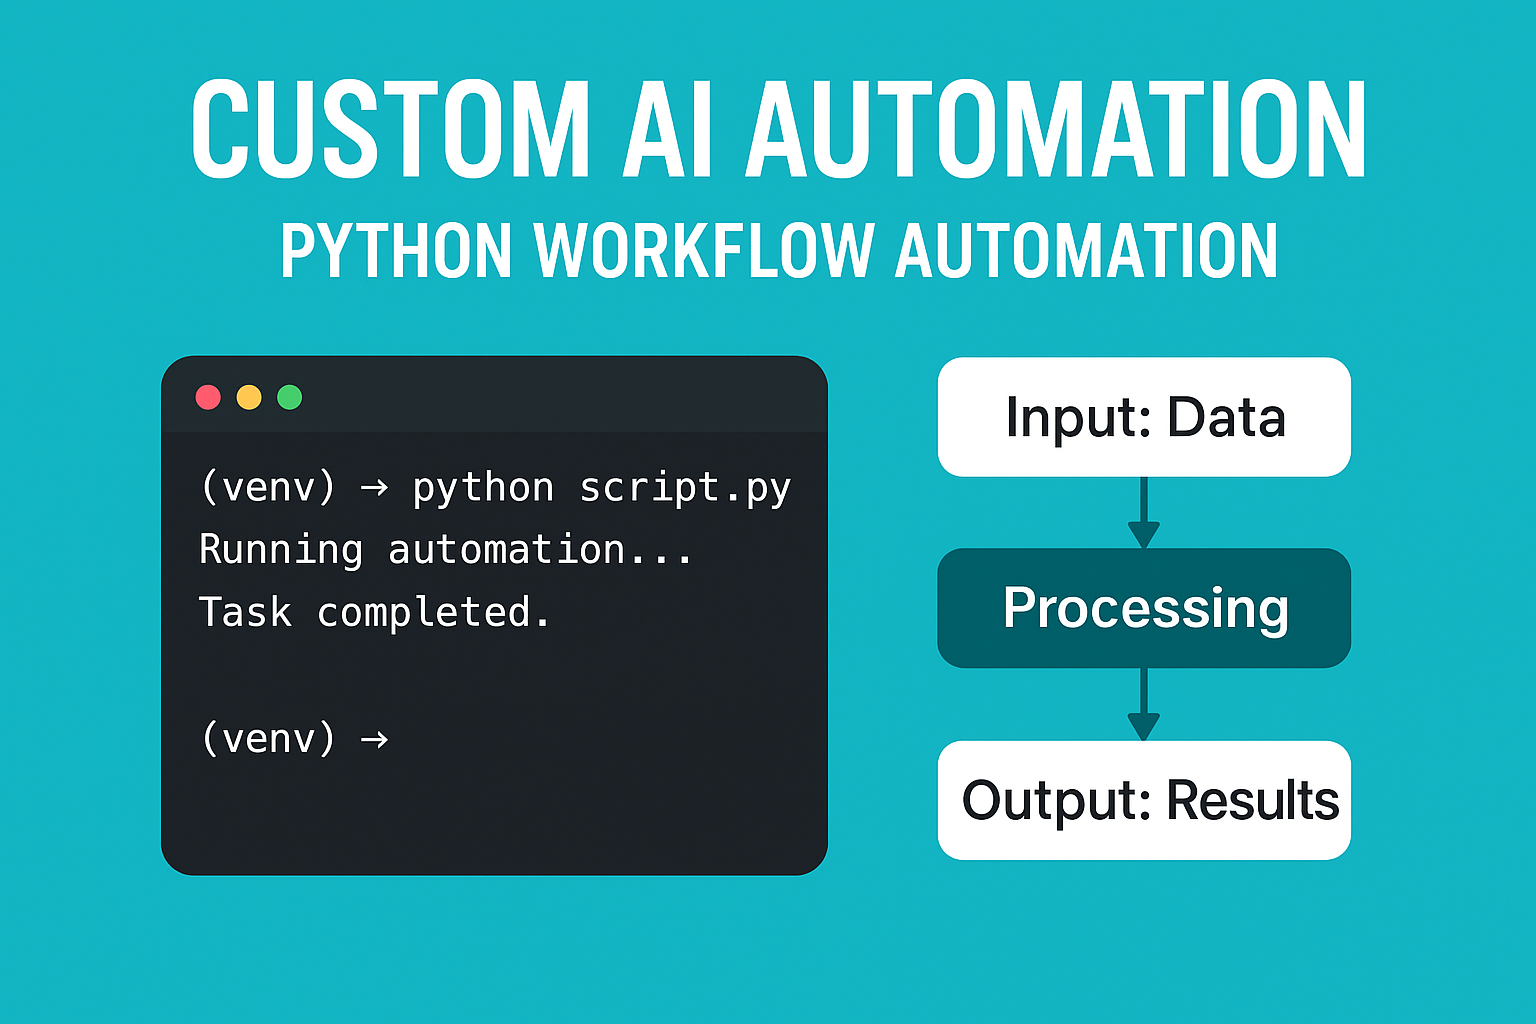 CUSTOM AI AUTOMATION
PYTHON WORKFLOW AUTOMATION
(venv) → python script.py
Running automation...
Task completed.
(venv) →
Input: Data
Processing
Output: Results